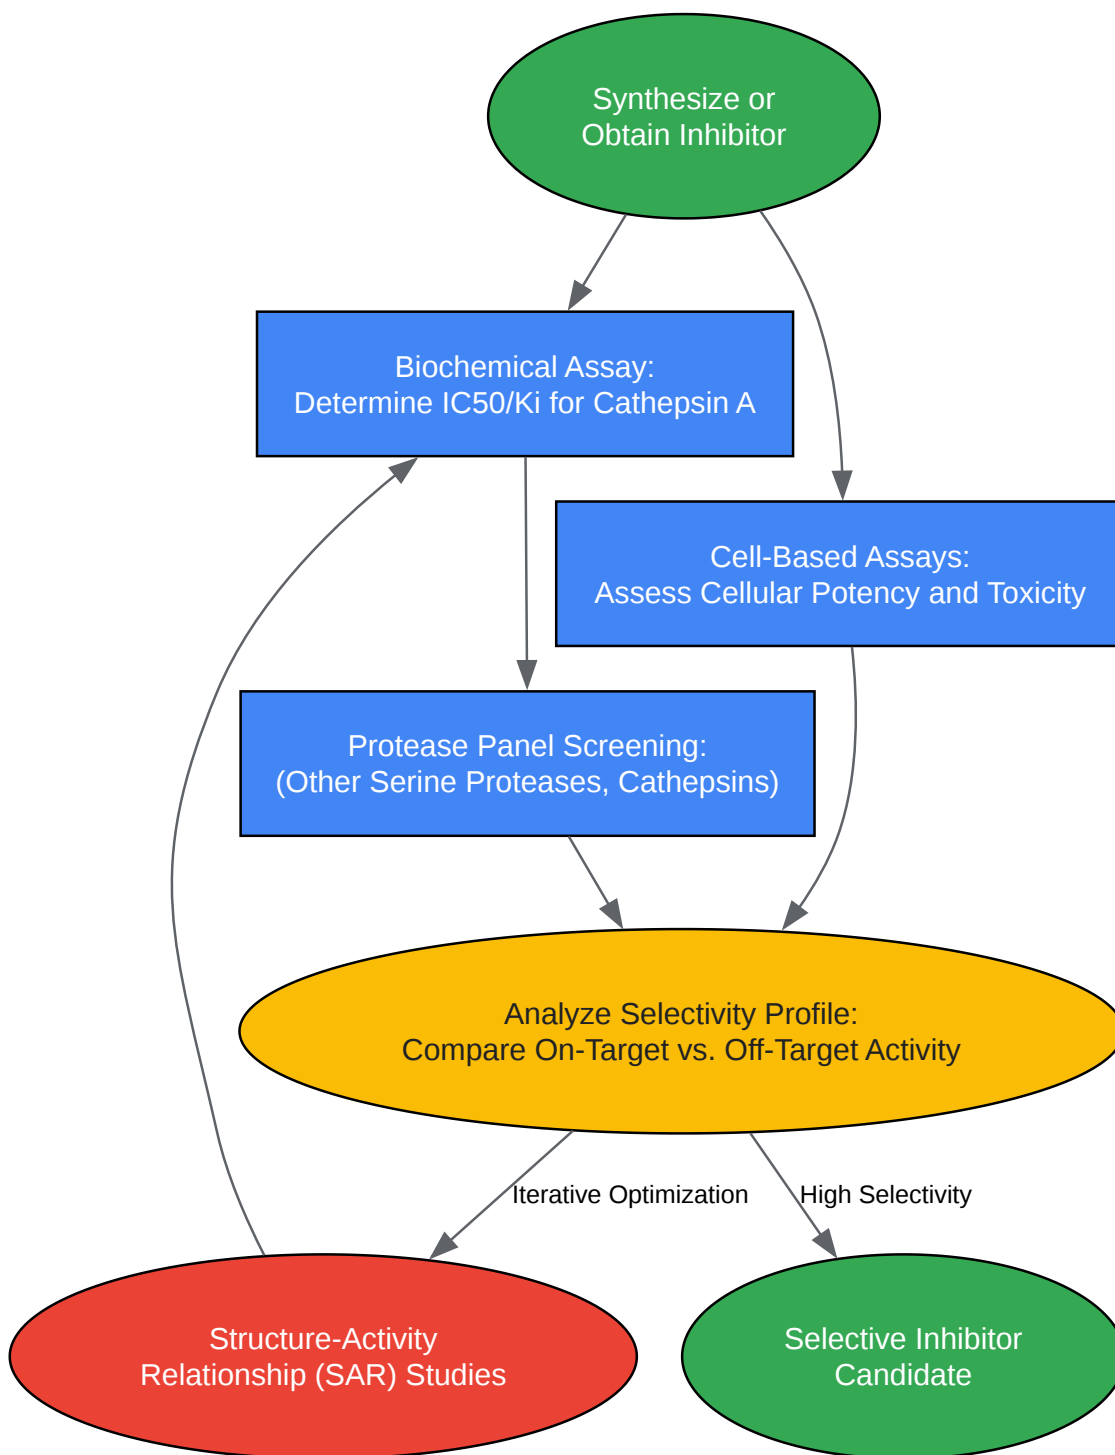 Synthesize or
Obtain Inhibitor
Biochemical Assay:
Determine IC50/Ki for Cathepsin A
Cell-Based Assays:
Assess Cellular Potency and Toxicity
Protease Panel Screening:
(Other Serine Proteases, Cathepsins)
Analyze Selectivity Profile:
Compare On-Target vs. Off-Target Activity
Iterative Optimization
High Selectivity
Structure-Activity
Relationship (SAR) Studies
Selective Inhibitor
Candidate